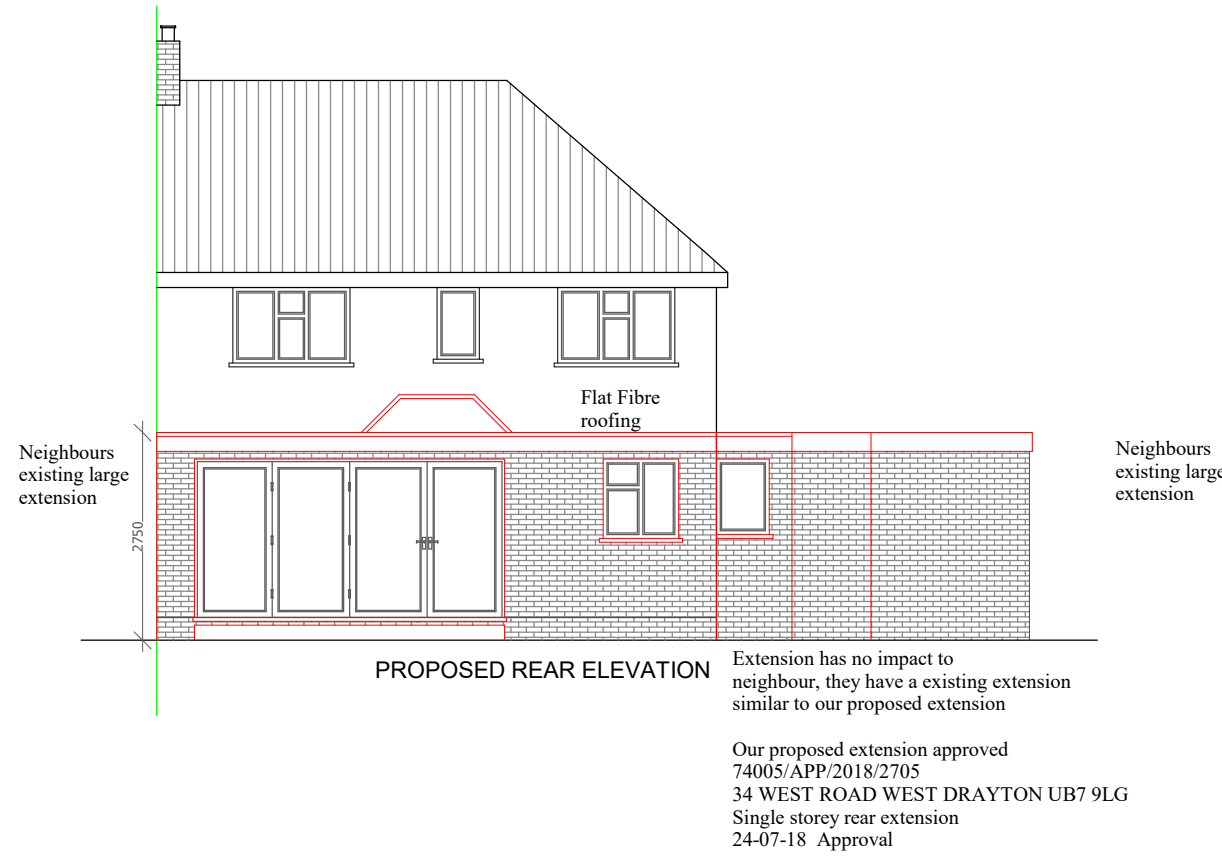 Flat Fibre
roofing
Neighbours
existing large
extension
2750
Neighbours
existing large
extension
PROPOSED REAR ELEVATION
Extension has no impact to
neighbour, they have a existing extension
similar to our proposed extension
Our proposed extension approved
74005/APP/2018/2705
34 WEST ROAD WEST DRAYTON UB7 9LG
Single storey rear extension
24-07-18 Approval